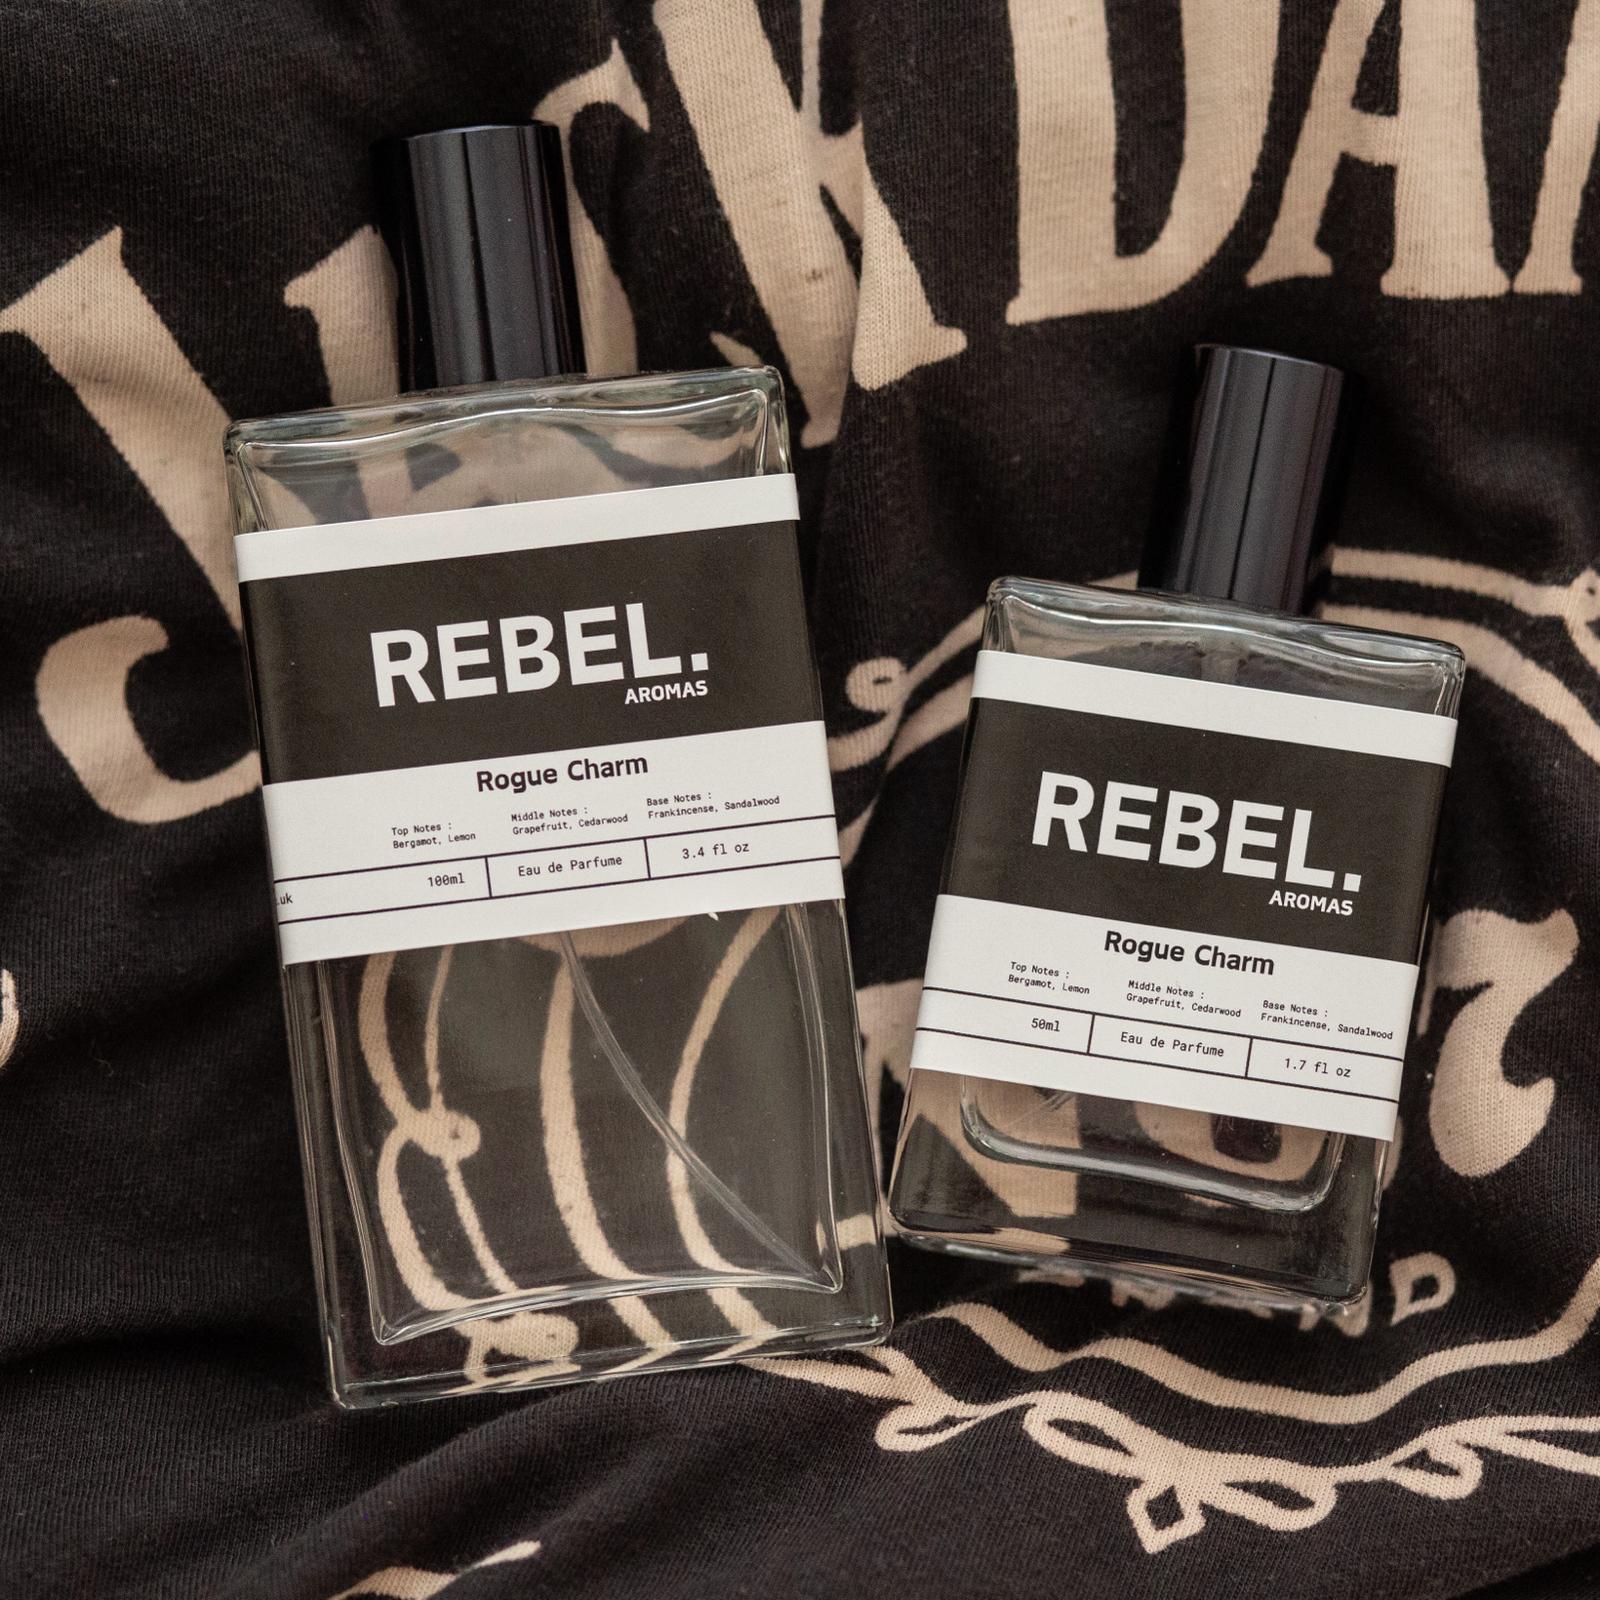 REBEL.
AROMAS
Rogue Charm
Top Notes :
Bergamot, Lemon
Middle Notes :
Grapefruit, Cedarwood
Base Notes :
Frankincense, Sandalwood
.uk
100ml
Eau de Parfume
3.4 fl oz
REBEL.
AROMAS
Rogue Charm
Top Notes :
Bergamot, Lemon
Middle Notes :
Grapefruit, Cedarwood
Base Notes :
Frankincense, Sandalwood
50ml
Eau de Parfume
1.7 fl oz